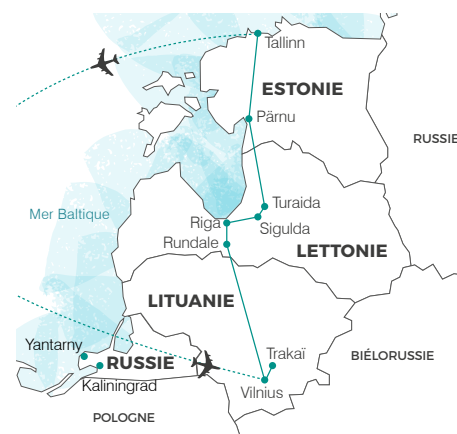 Tallinn
ESTONIE
Pärnu
RUSSIE
Turaida
Mer Baltique
Riga
Sigulda
Rundale
LETTONIE
LITUANIE
Yantarny
RUSSIE
Trakaï
BIÉLORUSSIE
Kaliningrad
Vilnius
POLOGNE